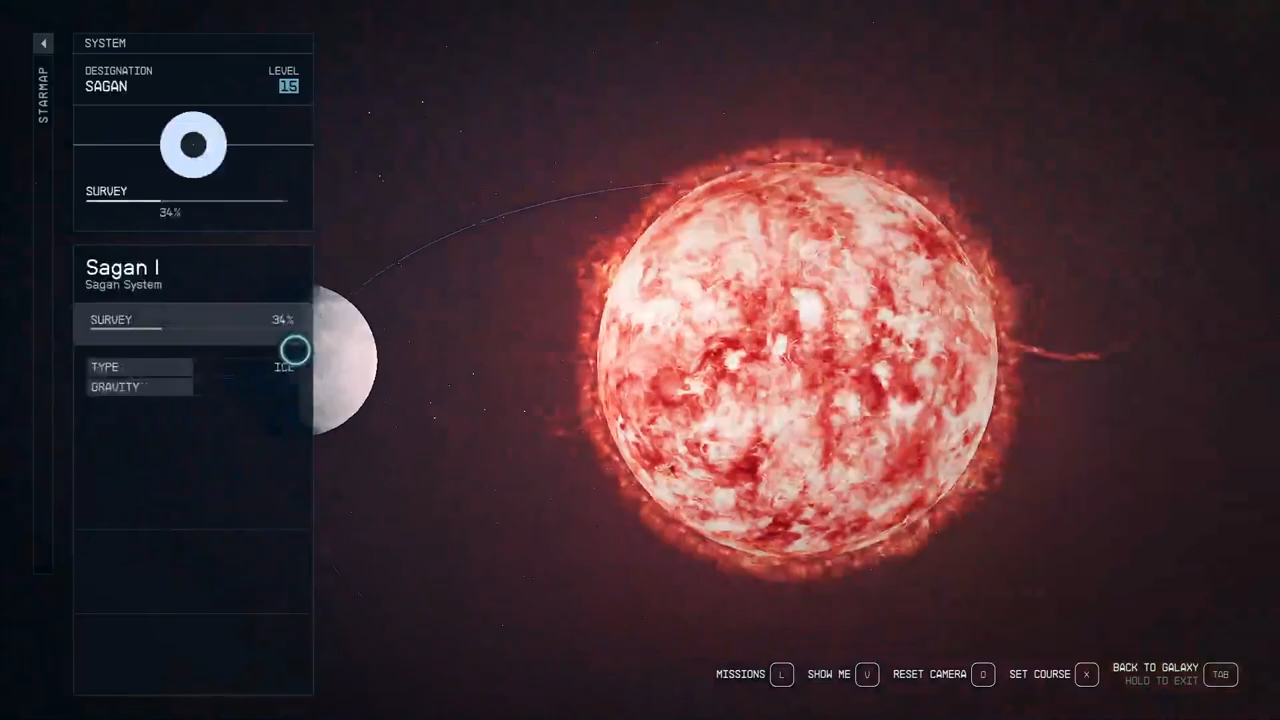 STARMAP
SYSTEM
DESIGNATION LEVEL
SAGAN 15
SURVEY
34%
Sagan I
Sagan System
SURVEY 34%
TYPE ICE
GRAVITY
MISSIONS L SHOW ME V RESET CAMERA Q SET COURSE X BACK TO GALAXY TAB
HOLD TO EXIT